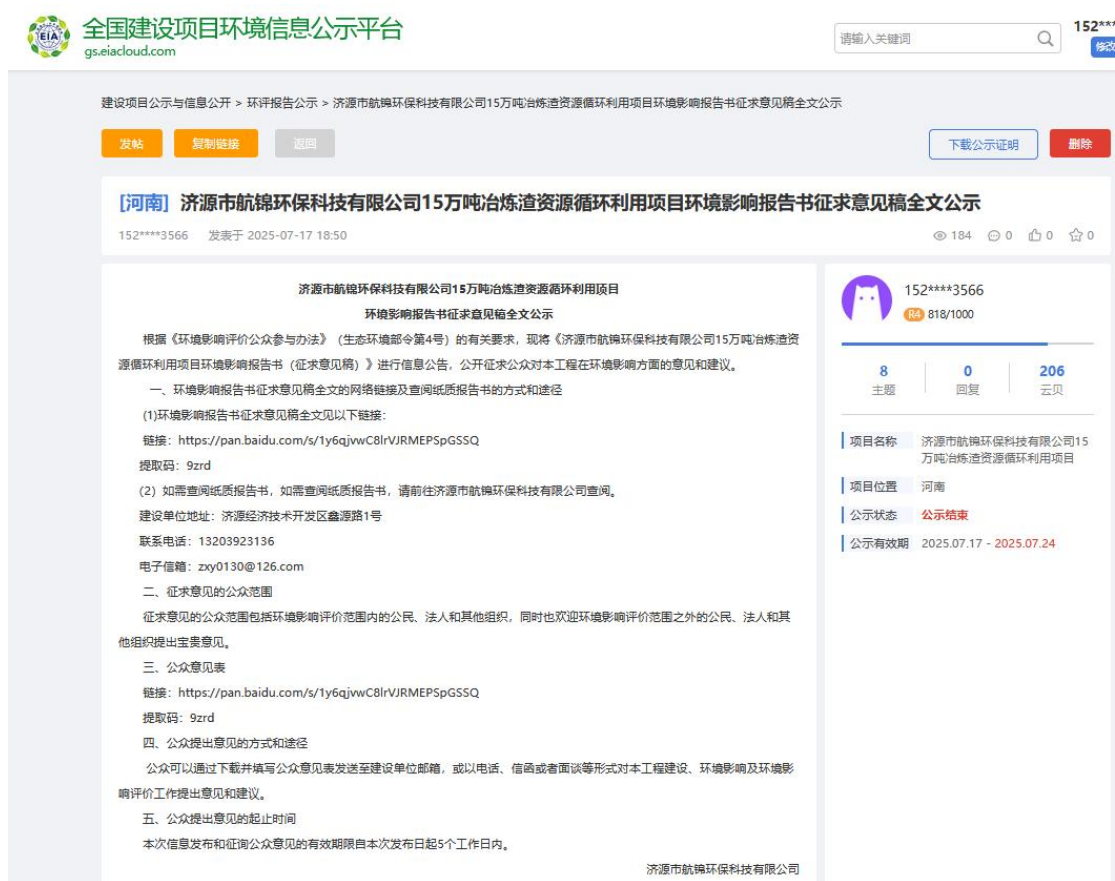 全国建设项目环境信息公示平台
gs.eiacloud.com
请输入关键词
152***
修改
建设项目公示与信息公开 > 环评报告公示 > 济源市航锦环保科技有限公司15万吨冶炼渣资源循环利用项目环境影响报告书征求意见稿全文公示
发帖 复制链接 返回 下载公示证明 删除
[河南] 济源市航锦环保科技有限公司15万吨冶炼渣资源循环利用项目环境影响报告书征求意见稿全文公示
152****3566 发表于 2025-07-17 18:50 184 0 0 0
济源市航锦环保科技有限公司15万吨冶炼渣资源循环利用项目
环境影响报告书征求意见稿全文公示
根据《环境影响评价公众参与办法》（生态环境部令第4号）的有关要求，现将《济源市航锦环保科技有限公司15万吨冶炼渣资
源循环利用项目环境影响报告书（征求意见稿）》进行信息公告，公开征求公众对本工程在环境影响方面的意见和建议。
一、环境影响报告书征求意见稿全文的网络链接及查阅纸质报告书的方式和途径
(1)环境影响报告书征求意见稿全文见以下链接：
链接：https://pan.baidu.com/s/1y6qjvwC8lrVJRMEPSpGSSQ
提取码：9zrd
（2）如需查阅纸质报告书，如需查阅纸质报告书，请前往济源市航锦环保科技有限公司查阅。
建设单位地址：济源经济技术开发区鑫源路1号
联系电话：13203923136
电子信箱：zxy0130@126.com
二、征求意见的公众范围
征求意见的公众范围包括环境影响评价范围内的公民、法人和其他组织，同时也欢迎环境影响评价范围之外的公民、法人和其
他组织提出宝贵意见。
三、公众意见表
链接：https://pan.baidu.com/s/1y6qjvwC8lrVJRMEPSpGSSQ
提取码：9zrd
四、公众提出意见的方式和途径
公众可以通过下载并填写公众意见表发送至建设单位邮箱，或以电话、信函或者面谈等形式对本工程建设、环境影响及环境影
响评价工作提出意见和建议。
五、公众提出意见的起止时间
本次信息发布和征询公众意见的有效期限自本次发布日起5个工作日内。
济源市航锦环保科技有限公司
152****3566
R4 818/1000
8 0 206
主题 回复 云贝
项目名称 济源市航锦环保科技有限公司15
万吨冶炼渣资源循环利用项目
项目位置 河南
公示状态 公示结束
公示有效期 2025.07.17 - 2025.07.24